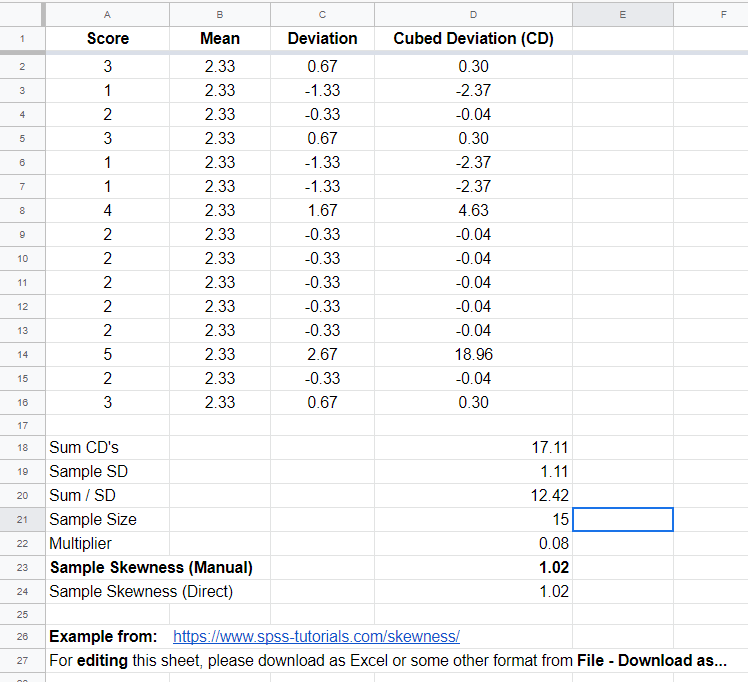 A B C D E F
1 Score Mean Deviation Cubed Deviation (CD)
2 3 2.33 0.67 0.30
3 1 2.33 -1.33 -2.37
4 2 2.33 -0.33 -0.04
5 3 2.33 0.67 0.30
6 1 2.33 -1.33 -2.37
7 1 2.33 -1.33 -2.37
8 4 2.33 1.67 4.63
9 2 2.33 -0.33 -0.04
10 2 2.33 -0.33 -0.04
11 2 2.33 -0.33 -0.04
12 2 2.33 -0.33 -0.04
13 2 2.33 -0.33 -0.04
14 5 2.33 2.67 18.96
15 2 2.33 -0.33 -0.04
16 3 2.33 0.67 0.30
17
18 Sum CD's 17.11
19 Sample SD 1.11
20 Sum / SD 12.42
21 Sample Size 15
22 Multiplier 0.08
23 Sample Skewness (Manual) 1.02
24 Sample Skewness (Direct) 1.02
25
26 Example from: https://www.spss-tutorials.com/skewness/
27 For editing this sheet, please download as Excel or some other format from File - Download as...